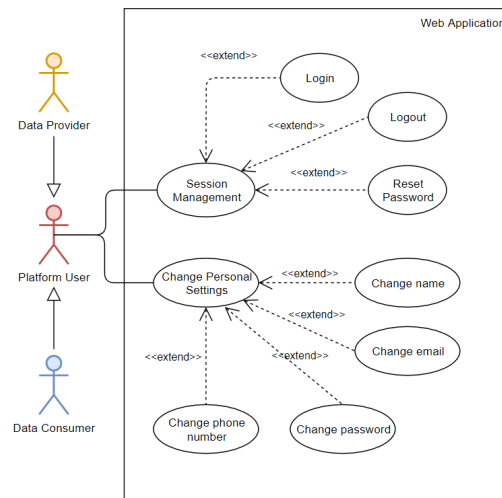 Web Application
<<extend>>
Login
Data Provider
<<extend>>
Logout
<<extend>>
Session
Management
Reset
Password
Platform User
Change Personal
Settings
<<extend>>
Change name
<<extend>>
<<extend>>
Change email
<<extend>>
Data Consumer
Change phone
number
Change password